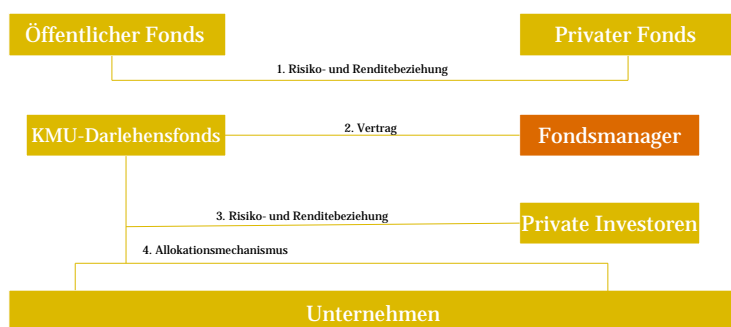 Öffentlicher Fonds
Privater Fonds
1. Risiko- und Renditebeziehung
KMU-Darlehensfonds
2. Vertrag
Fondsmanager
3. Risiko- und Renditebeziehung
Private Investoren
4. Allokationsmechanismus
Unternehmen